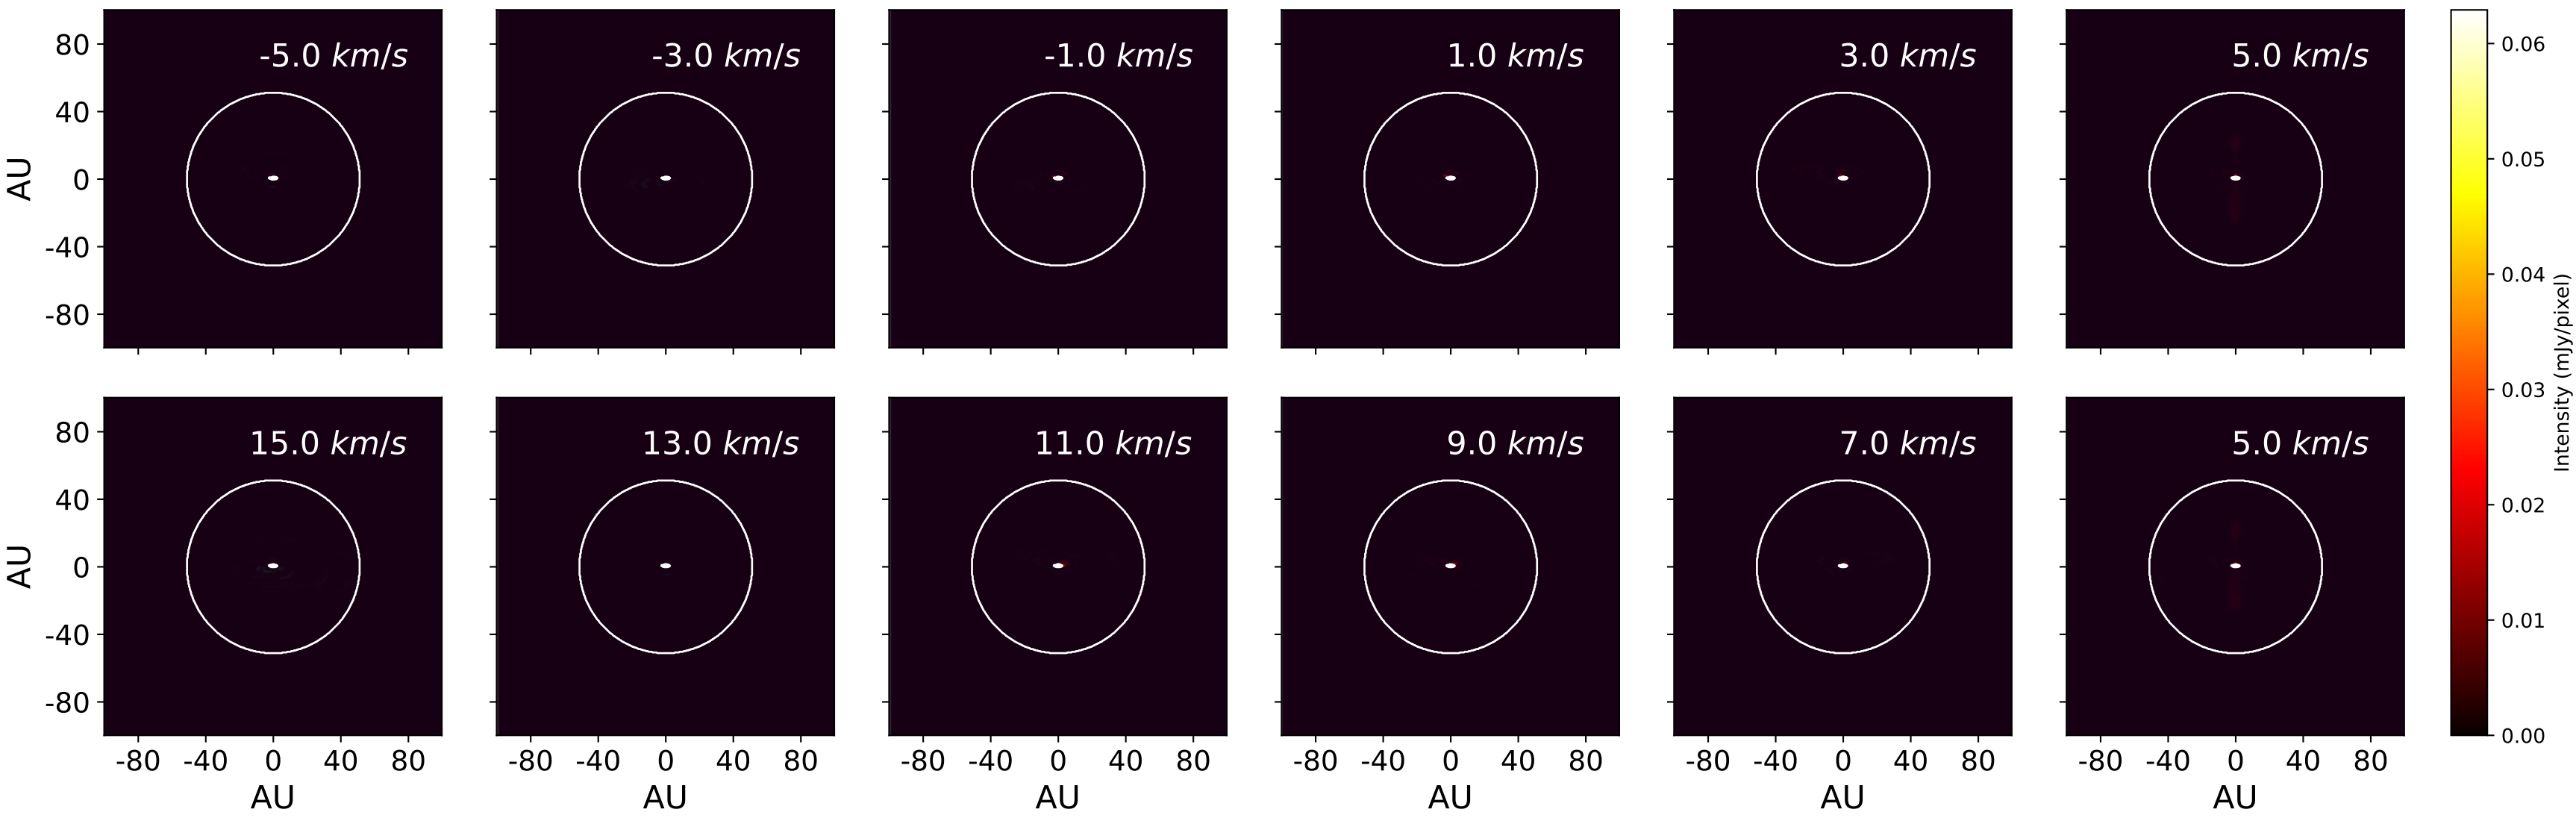 -5.0 km/s
-3.0 km/s
-1.0 km/s
1.0 km/s
3.0 km/s
5.0 km/s
80
40
0
-40
-80
AU
15.0 km/s
13.0 km/s
11.0 km/s
9.0 km/s
7.0 km/s
5.0 km/s
80
40
0
-40
-80
AU
-80 -40 0 40 80
-80 -40 0 40 80
-80 -40 0 40 80
-80 -40 0 40 80
-80 -40 0 40 80
-80 -40 0 40 80
AU
AU
AU
AU
AU
AU
0.06
0.05
0.04
0.03
0.02
0.01
0.00
Intensity (mJy/pixel)